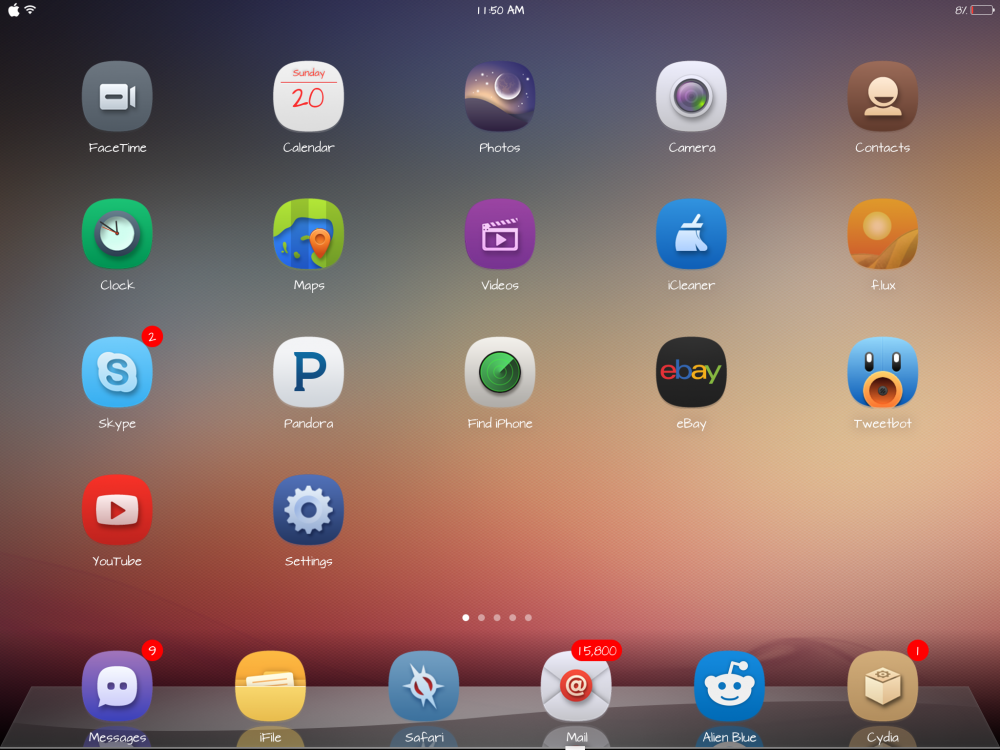 11:50 AM
8%
Sunday
20
FaceTime
Calendar
Photos
Camera
Contacts
Clock
Maps
Videos
iCleaner
f.lux
2
S
P
ebay
Skype
Pandora
Find iPhone
eBay
Tweetbot
YouTube
Settings
9
15,800
1
@
Messages
iFile
Safari
Mail
Alien Blue
Cydia